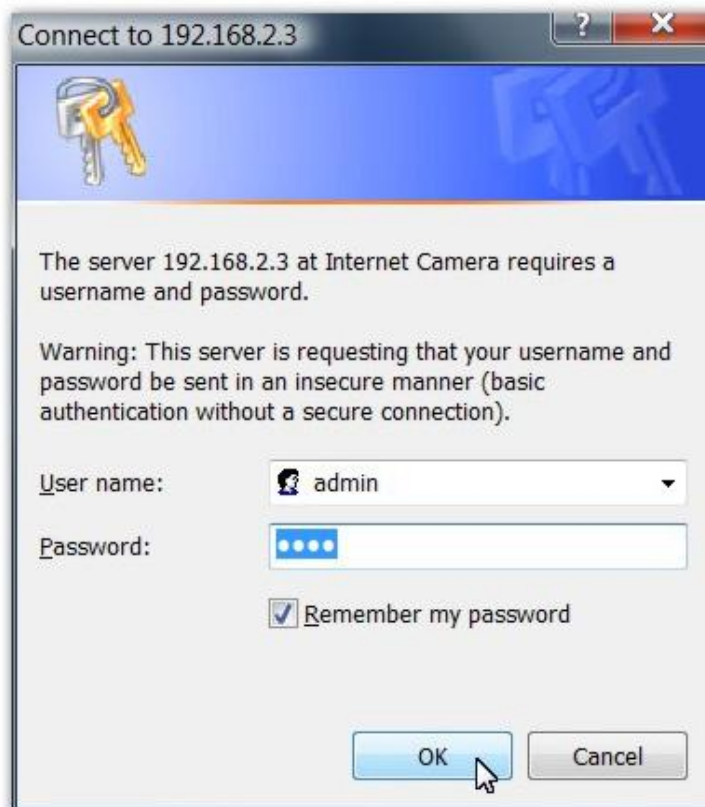 Connect to 192.168.2.3
?
The server 192.168.2.3 at Internet Camera requires a
username and password.
Warning: This server is requesting that your username and
password be sent in an insecure manner (basic
authentication without a secure connection).
User name:
admin
Password:
••••
Remember my password
OK
Cancel